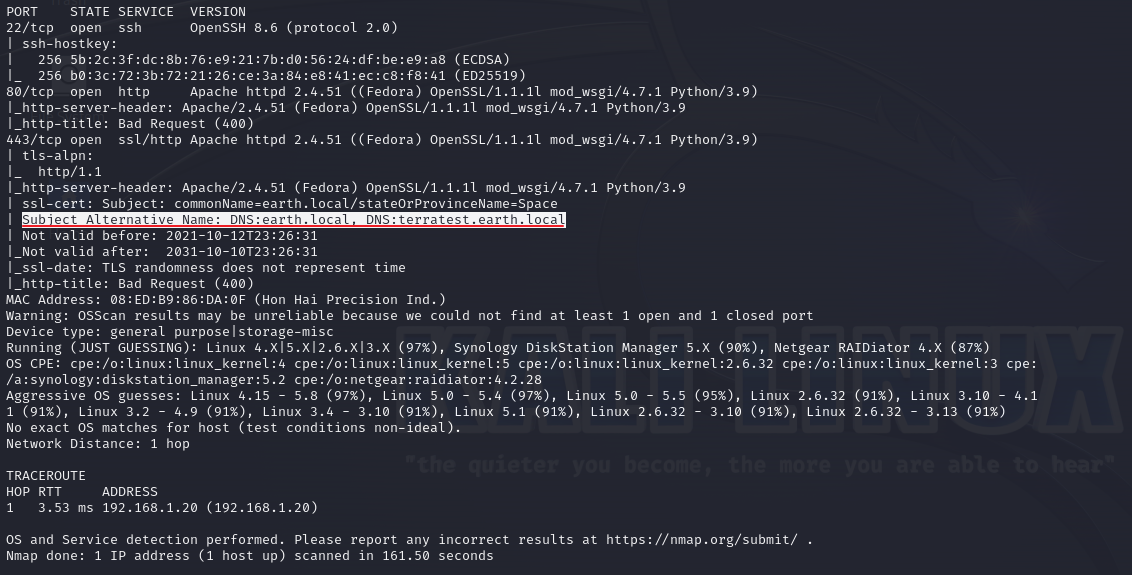 PORT    STATE SERVICE  VERSION
22/tcp  open  ssh      OpenSSH 8.6 (protocol 2.0)
| ssh-hostkey:
|   256 5b:2c:3f:dc:8b:76:e9:21:7b:d0:56:24:df:be:e9:a8 (ECDSA)
|_  256 b0:3c:72:3b:72:21:26:ce:3a:84:e8:41:ec:c8:f8:41 (ED25519)
80/tcp  open  http     Apache httpd 2.4.51 ((Fedora) OpenSSL/1.1.1l mod_wsgi/4.7.1 Python/3.9)
|_http-server-header: Apache/2.4.51 (Fedora) OpenSSL/1.1.1l mod_wsgi/4.7.1 Python/3.9
|_http-title: Bad Request (400)
443/tcp open  ssl/http Apache httpd 2.4.51 ((Fedora) OpenSSL/1.1.1l mod_wsgi/4.7.1 Python/3.9)
| tls-alpn:
|_  http/1.1
|_http-server-header: Apache/2.4.51 (Fedora) OpenSSL/1.1.1l mod_wsgi/4.7.1 Python/3.9
| ssl-cert: Subject: commonName=earth.local/stateOrProvinceName=Space
| Subject Alternative Name: DNS:earth.local, DNS:terratest.earth.local
| Not valid before: 2021-10-12T23:26:31
|_Not valid after:  2031-10-10T23:26:31
|_ssl-date: TLS randomness does not represent time
|_http-title: Bad Request (400)
MAC Address: 08:ED:B9:86:DA:0F (Hon Hai Precision Ind.)
Warning: OSScan results may be unreliable because we could not find at least 1 open and 1 closed port
Device type: general purpose|storage-misc
Running (JUST GUESSING): Linux 4.X|5.X|2.6.X|3.X (97%), Synology DiskStation Manager 5.X (90%), Netgear RAIDiator 4.X (87%)
OS CPE: cpe:/o:linux:linux_kernel:4 cpe:/o:linux:linux_kernel:5 cpe:/o:linux:linux_kernel:2.6.32 cpe:/o:linux:linux_kernel:3 cpe:
/a:synology:diskstation_manager:5.2 cpe:/o:netgear:raidiator:4.2.28
Aggressive OS guesses: Linux 4.15 - 5.8 (97%), Linux 5.0 - 5.4 (97%), Linux 5.0 - 5.5 (95%), Linux 2.6.32 (91%), Linux 3.10 - 4.1
1 (91%), Linux 3.2 - 4.9 (91%), Linux 3.4 - 3.10 (91%), Linux 5.1 (91%), Linux 2.6.32 - 3.10 (91%), Linux 2.6.32 - 3.13 (91%)
No exact OS matches for host (test conditions non-ideal).
Network Distance: 1 hop
KALI LINUX
"the quieter you become, the more you are able to hear"
TRACEROUTE
HOP RTT     ADDRESS
1   3.53 ms 192.168.1.20 (192.168.1.20)
OS and Service detection performed. Please report any incorrect results at https://nmap.org/submit/ .
Nmap done: 1 IP address (1 host up) scanned in 161.50 seconds